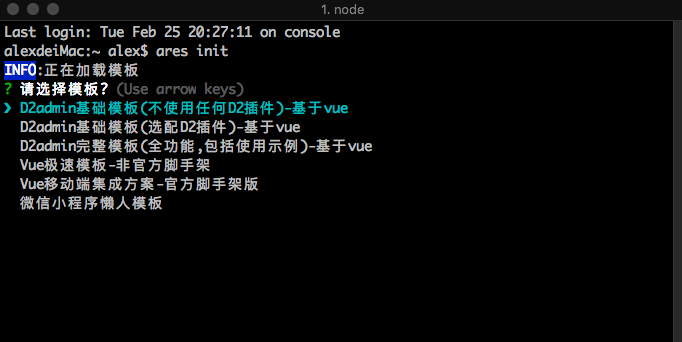 1. node
Last login: Tue Feb 25 20:27:11 on console
alexdeiMac:~ alex$ ares init
INFO:正在加载模板
? 请选择模板? (Use arrow keys)
❯ D2admin基础模板(不使用任何D2插件)-基于vue
D2admin基础模板(选配D2插件)-基于vue
D2admin完整模板(全功能,包括使用示例)-基于vue
Vue极速模板-非官方脚手架
Vue移动端集成方案-官方脚手架版
微信小程序懒人模板